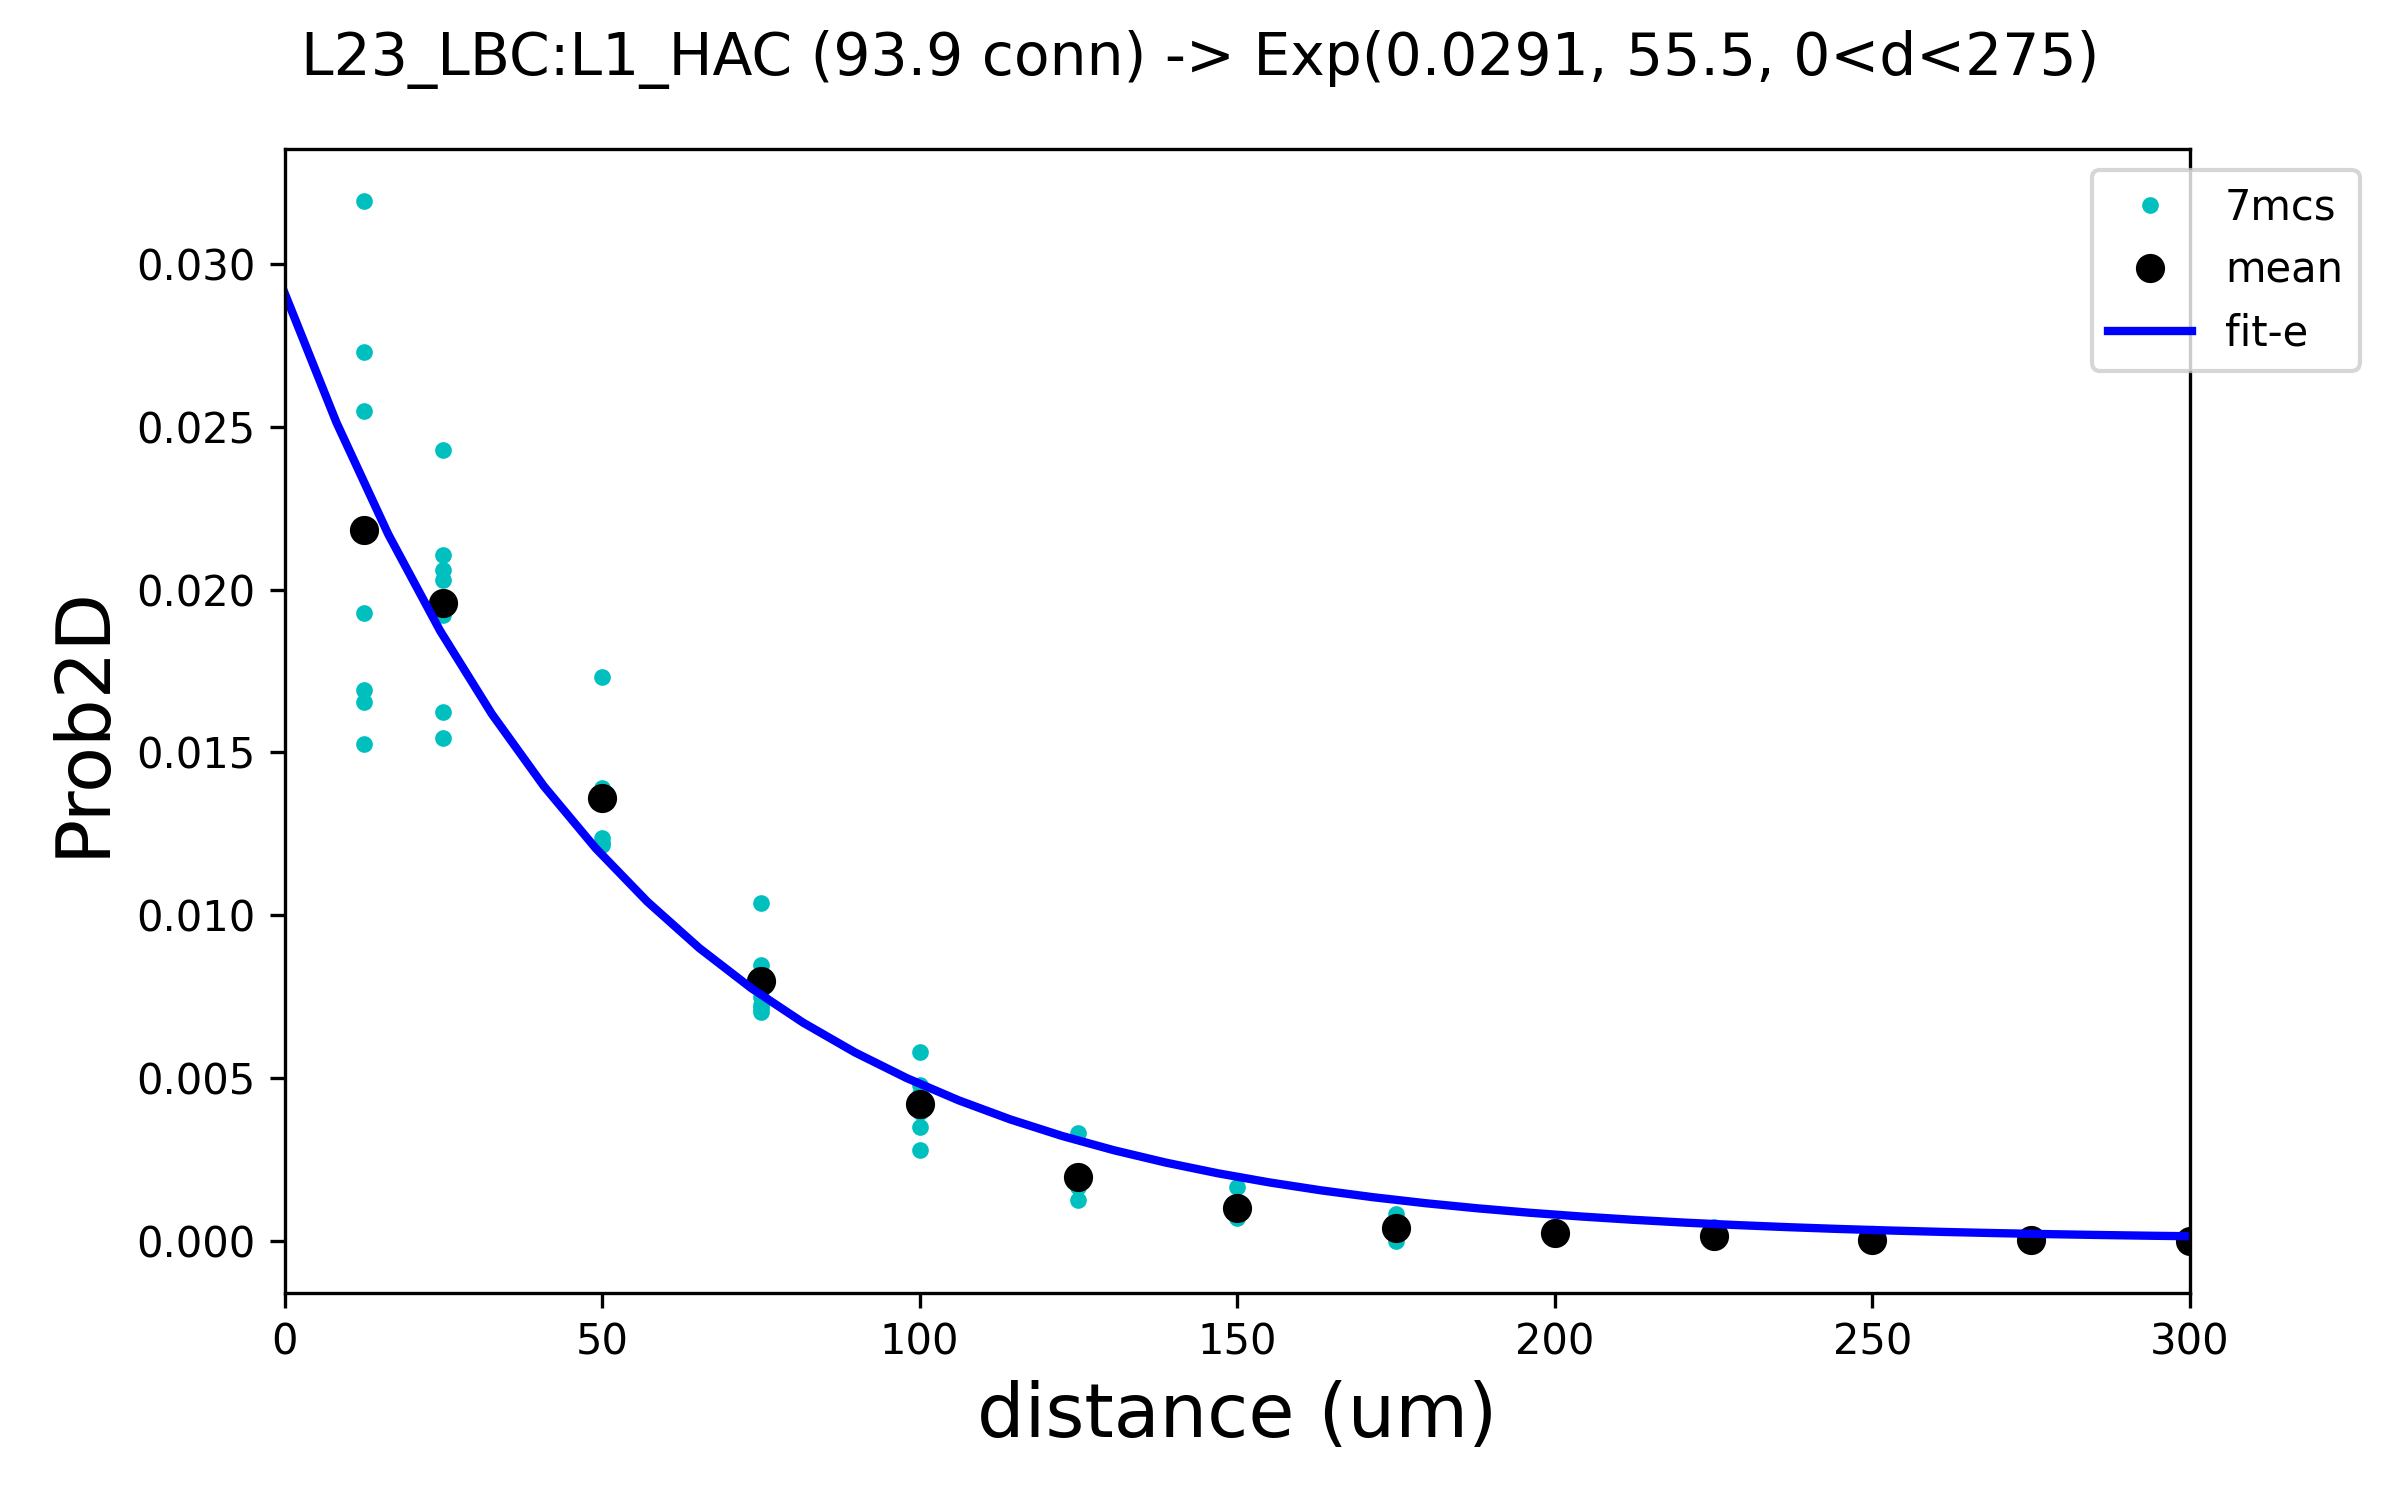 L23_LBC:L1_HAC (93.9 conn) -> Exp(0.0291, 55.5, 0<d<275)
7mcs
mean
fit-e
0.030
0.025
0.020
0.015
0.010
0.005
0.000
Prob2D
0 50 100 150 200 250 300
distance (um)